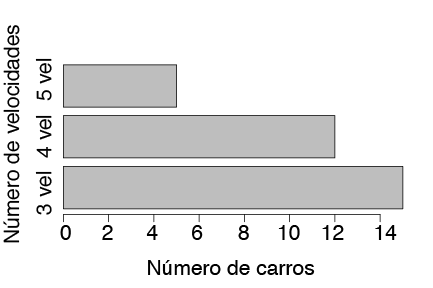 Número de velocidades
5 vel
4 vel
3 vel
0 2 4 6 8 10 12 14
Número de carros